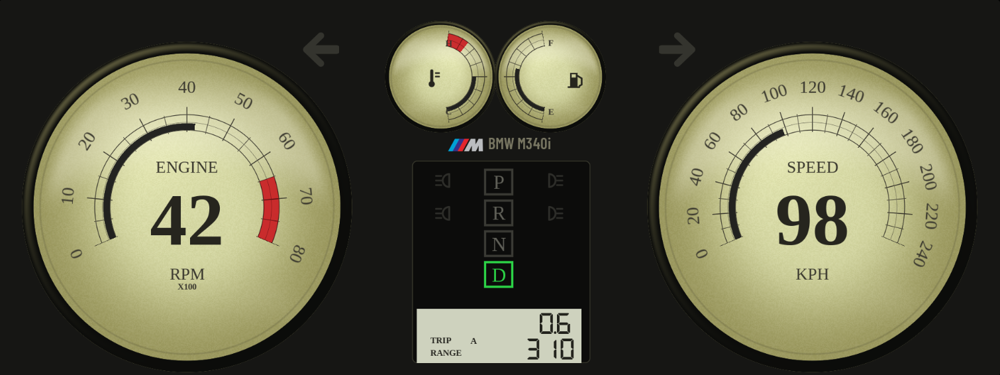 0
10
20
30
40
50
60
70
80
ENGINE
42
RPM
X100
H
C
F
E
M BMW M340i
P
R
N
D
0.6
TRIP A
RANGE 310
0
20
40
60
80
100
120
140
160
180
200
220
240
SPEED
98
KPH